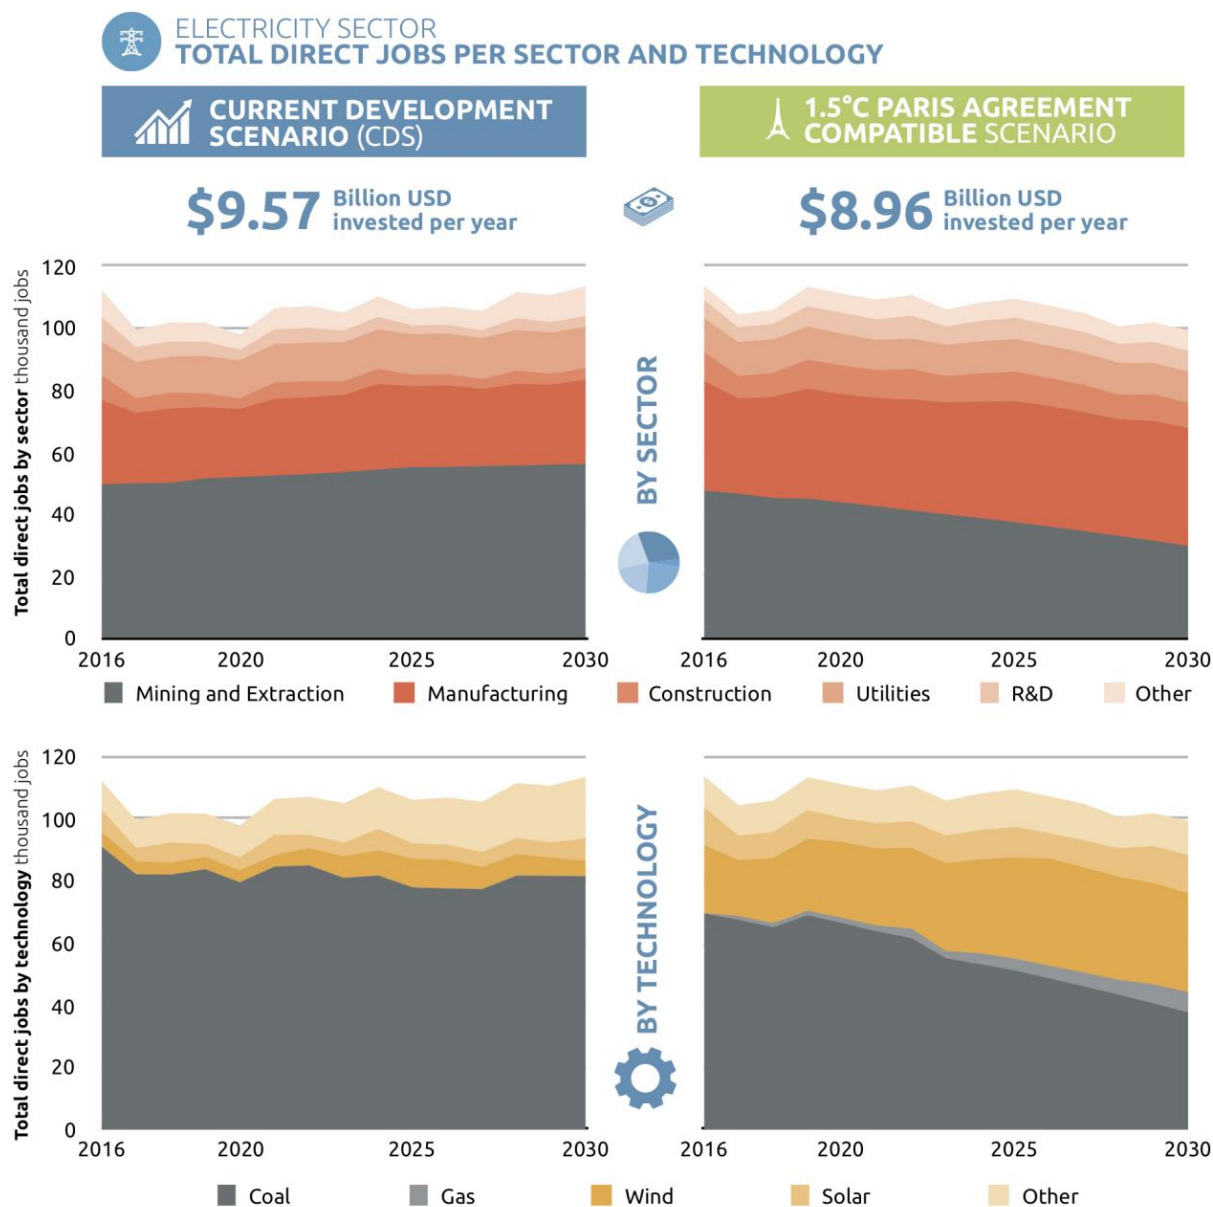 ELECTRICITY SECTOR
TOTAL DIRECT JOBS PER SECTOR AND TECHNOLOGY
CURRENT DEVELOPMENT
SCENARIO (CDS)
1.5°C PARIS AGREEMENT
COMPATIBLE SCENARIO
$9.57 Billion USD
invested per year
$8.96 Billion USD
invested per year
Total direct jobs by sector thousand jobs
120
100
80
60
40
20
0
2016 2020 2025 2030
BY SECTOR
2016 2020 2025 2030
Mining and Extraction Manufacturing Construction Utilities R&D Other
Total direct jobs by technology thousand jobs
120
100
80
60
40
20
0
2016 2020 2025 2030
BY TECHNOLOGY
2016 2020 2025 2030
Coal Gas Wind Solar Other